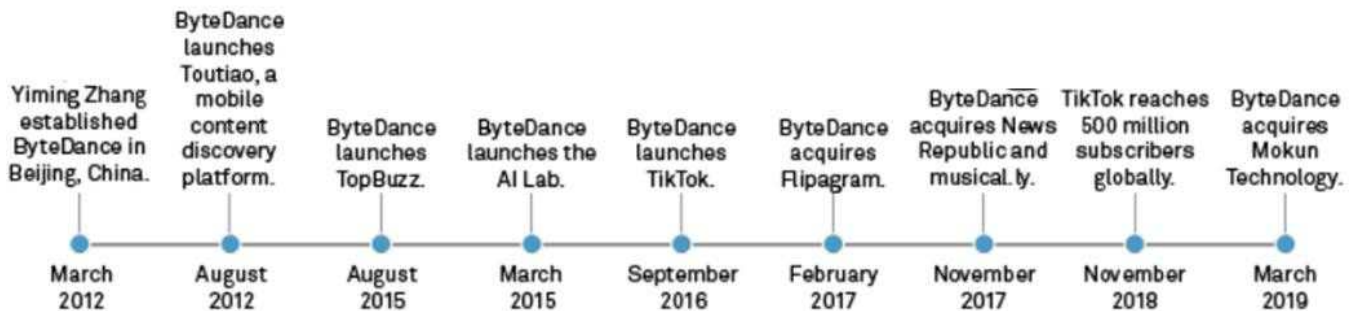 Yiming Zhang
established
ByteDance in
Beijing, China.
ByteDance
launches
Toutiao, a
mobile
content
discovery
platform.
ByteDance
launches
TopBuzz.
ByteDance
launches the
AI Lab.
ByteDance
launches
TikTok.
ByteDance
acquires
Flipagram.
ByteDance
acquires News
Republic and
musical.ly.
TikTok reaches
500 million
subscribers
globally.
ByteDance
acquires
Mokun
Technology.
March
2012
August
2012
August
2015
March
2015
September
2016
February
2017
November
2017
November
2018
March
2019